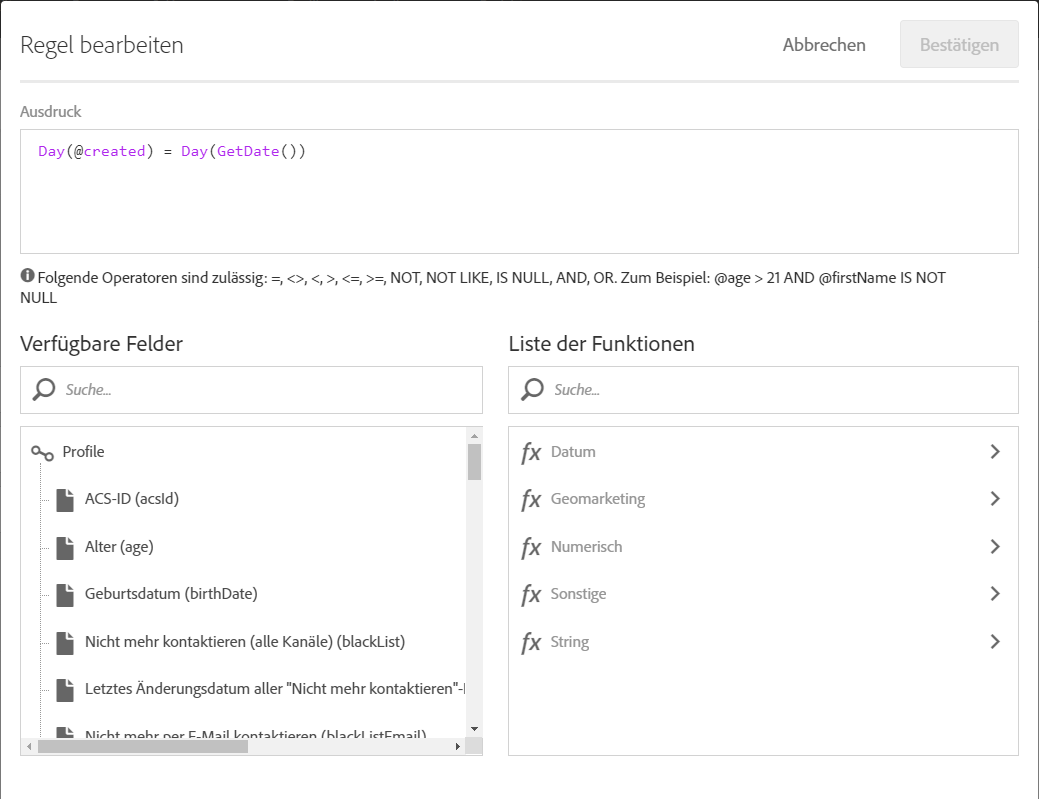 Regel bearbeiten
Abbrechen
Bestätigen
Ausdruck
Day(@created) = Day(GetDate())
Folgende Operatoren sind zulässig: =, <>, <, >, <=, >=, NOT, NOT LIKE, IS NULL, AND, OR. Zum Beispiel: @age > 21 AND @firstName IS NOT
NULL
Verfügbare Felder
Suche...
Profile
ACS-ID (acsId)
Alter (age)
Geburtsdatum (birthDate)
Nicht mehr kontaktieren (alle Kanäle) (blackList)
Letztes Änderungsdatum aller "Nicht mehr kontaktieren"-
Nicht mehr per E-Mail kontaktieren (blackListEmail)
Liste der Funktionen
Suche...
fx Datum
fx Geomarketing
fx Numerisch
fx Sonstige
fx String